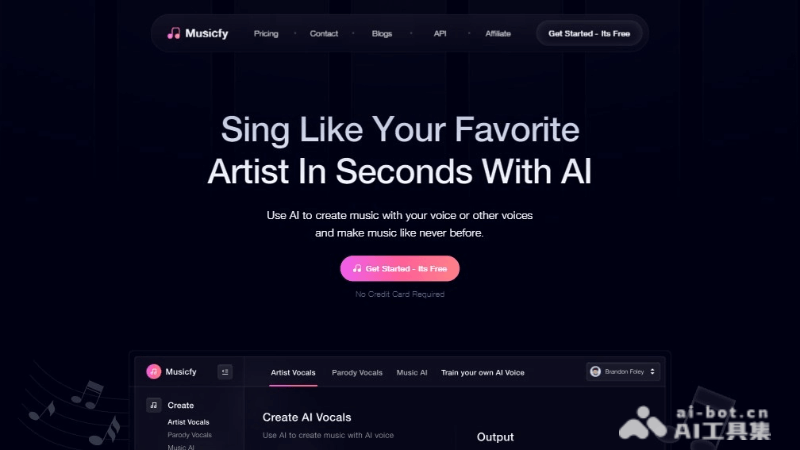 Musicfy
Pricing
Contact
Blogs
API
Affiliate
Get Started - Its Free
Sing Like Your Favorite
Artist In Seconds With AI
Use AI to create music with your voice or other voices
and make music like never before.
Get Started - Its Free
No Credit Card Required
Musicfy
Artist Vocals
Parody Vocals
Music AI
Train your own AI Voice
Brandon Foley
Create
Artist Vocals
Parody Vocals
Music AI
Create AI Vocals
Use AI to create music with AI voice
Output
ai-bot.cn
AI工具集